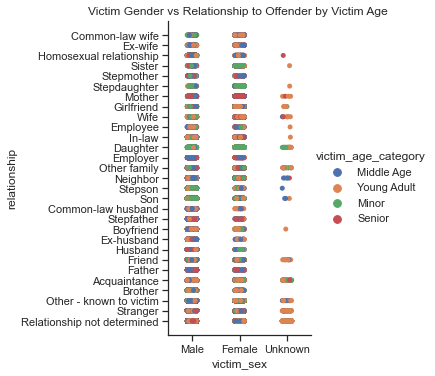 Victim Gender vs Relationship to Offender by Victim Age
relationship
Common-law wife
Ex-wife
Homosexual relationship
Sister
Stepmother
Stepdaughter
Mother
Girlfriend
Wife
Employee
In-law
Daughter
Employer
Other family
Neighbor
Stepson
Son
Common-law husband
Stepfather
Boyfriend
Ex-husband
Husband
Friend
Father
Acquaintance
Brother
Other - known to victim
Stranger
Relationship not determined
Male Female Unknown
victim_sex
victim_age_category
Middle Age
Young Adult
Minor
Senior